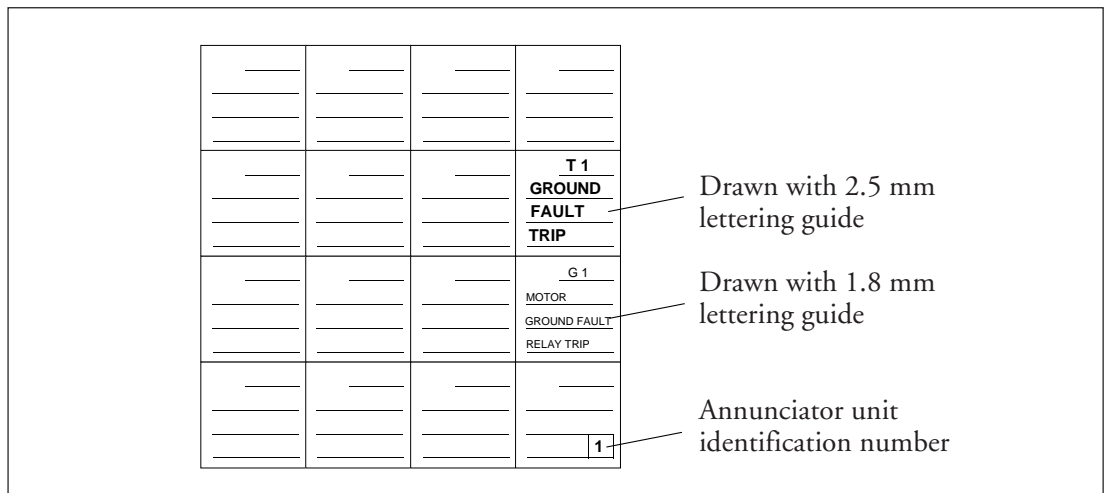 T 1
GROUND
FAULT
TRIP
Drawn with 2.5 mm
lettering guide
G 1
MOTOR
GROUND FAULT
RELAY TRIP
Drawn with 1.8 mm
lettering guide
1
Annunciator unit
identification number